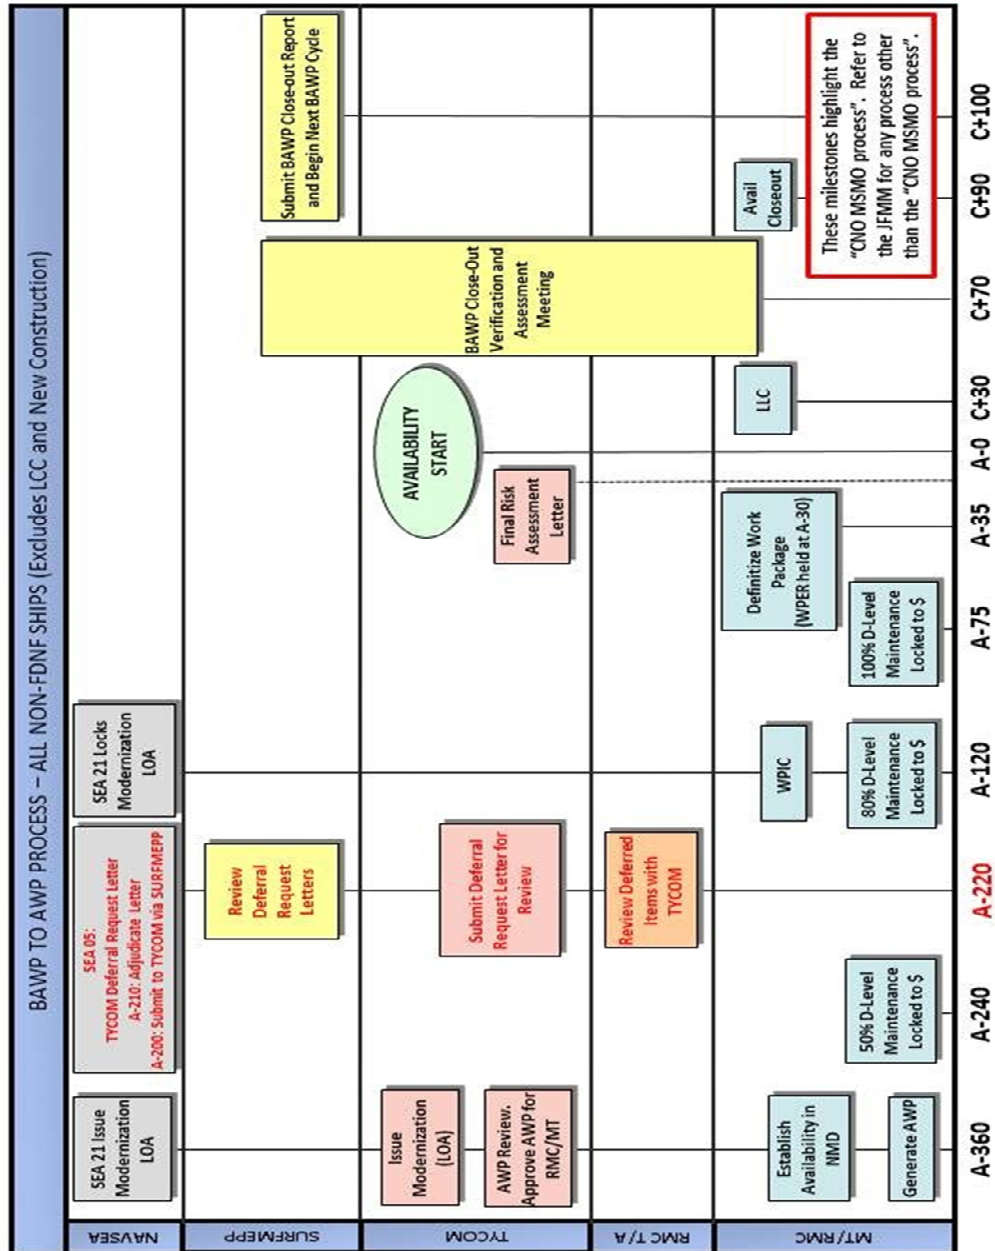 BAWP TO AWP PROCESS – ALL NON-FDNF SHIPS (Excludes LCC and New Construction)
NAVSEA
SEA 21 Issue
Modernization
LOA
SEA 05:
TYCOM Deferral Request Letter
A-210: Adjudicate Letter
A-200: Submit to TYCOM via SURFMEPP
SEA 21 Locks
Modernization
LOA
SURFMEPP
Review
Deferral
Request
Letters
Submit BAWP Close-out Report
and Begin Next BAWP Cycle
TYCOM
Issue
Modernization
(LOA)
AWP Review.
Approve AWP for
RMC/MT
Submit Deferral
Request Letter for
Review
Final Risk
Assessment
Letter
AVAILABILITY
START
BAWP Close-Out
Verification and
Assessment
Meeting
RMC T/A
Review Deferred
Items with
TYCOM
MT/RMC
Establish
Availability in
NMD
Generate AWP
50% D-Level
Maintenance
Locked to $
WPIC
80% D-Level
Maintenance
Locked to $
Definitize Work
Package
(WPER held at A-30)
100% D-Level
Maintenance
Locked to $
LLC
Avail
Closeout
These milestones highlight the
“CNO MSMO process”. Refer to
the JFMM for any process other
than the “CNO MSMO process”.
A-360
A-240
A-220
A-120
A-75
A-35
A-0
C+30
C+70
C+90
C+100